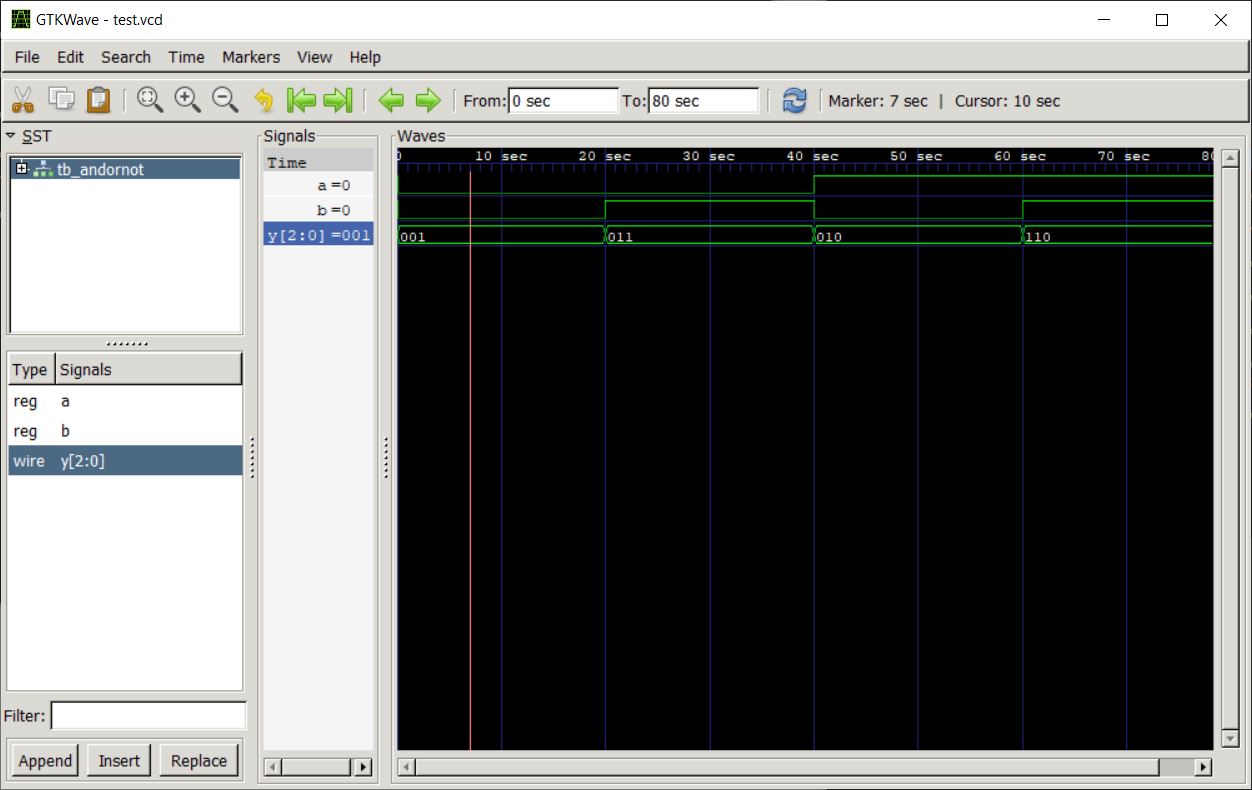 GTKWave - test.vcd
File Edit Search Time Markers View Help
From: 0 sec To: 80 sec Marker: 7 sec | Cursor: 10 sec
SST
tb_andornot
Type Signals
reg a
reg b
wire y[2:0]
Filter:
Append Insert Replace
Signals
Time
a=0
b=0
y[2:0] =001
Waves
0 10 sec 20 sec 30 sec 40 sec 50 sec 60 sec 70 sec 80
001 011 010 110